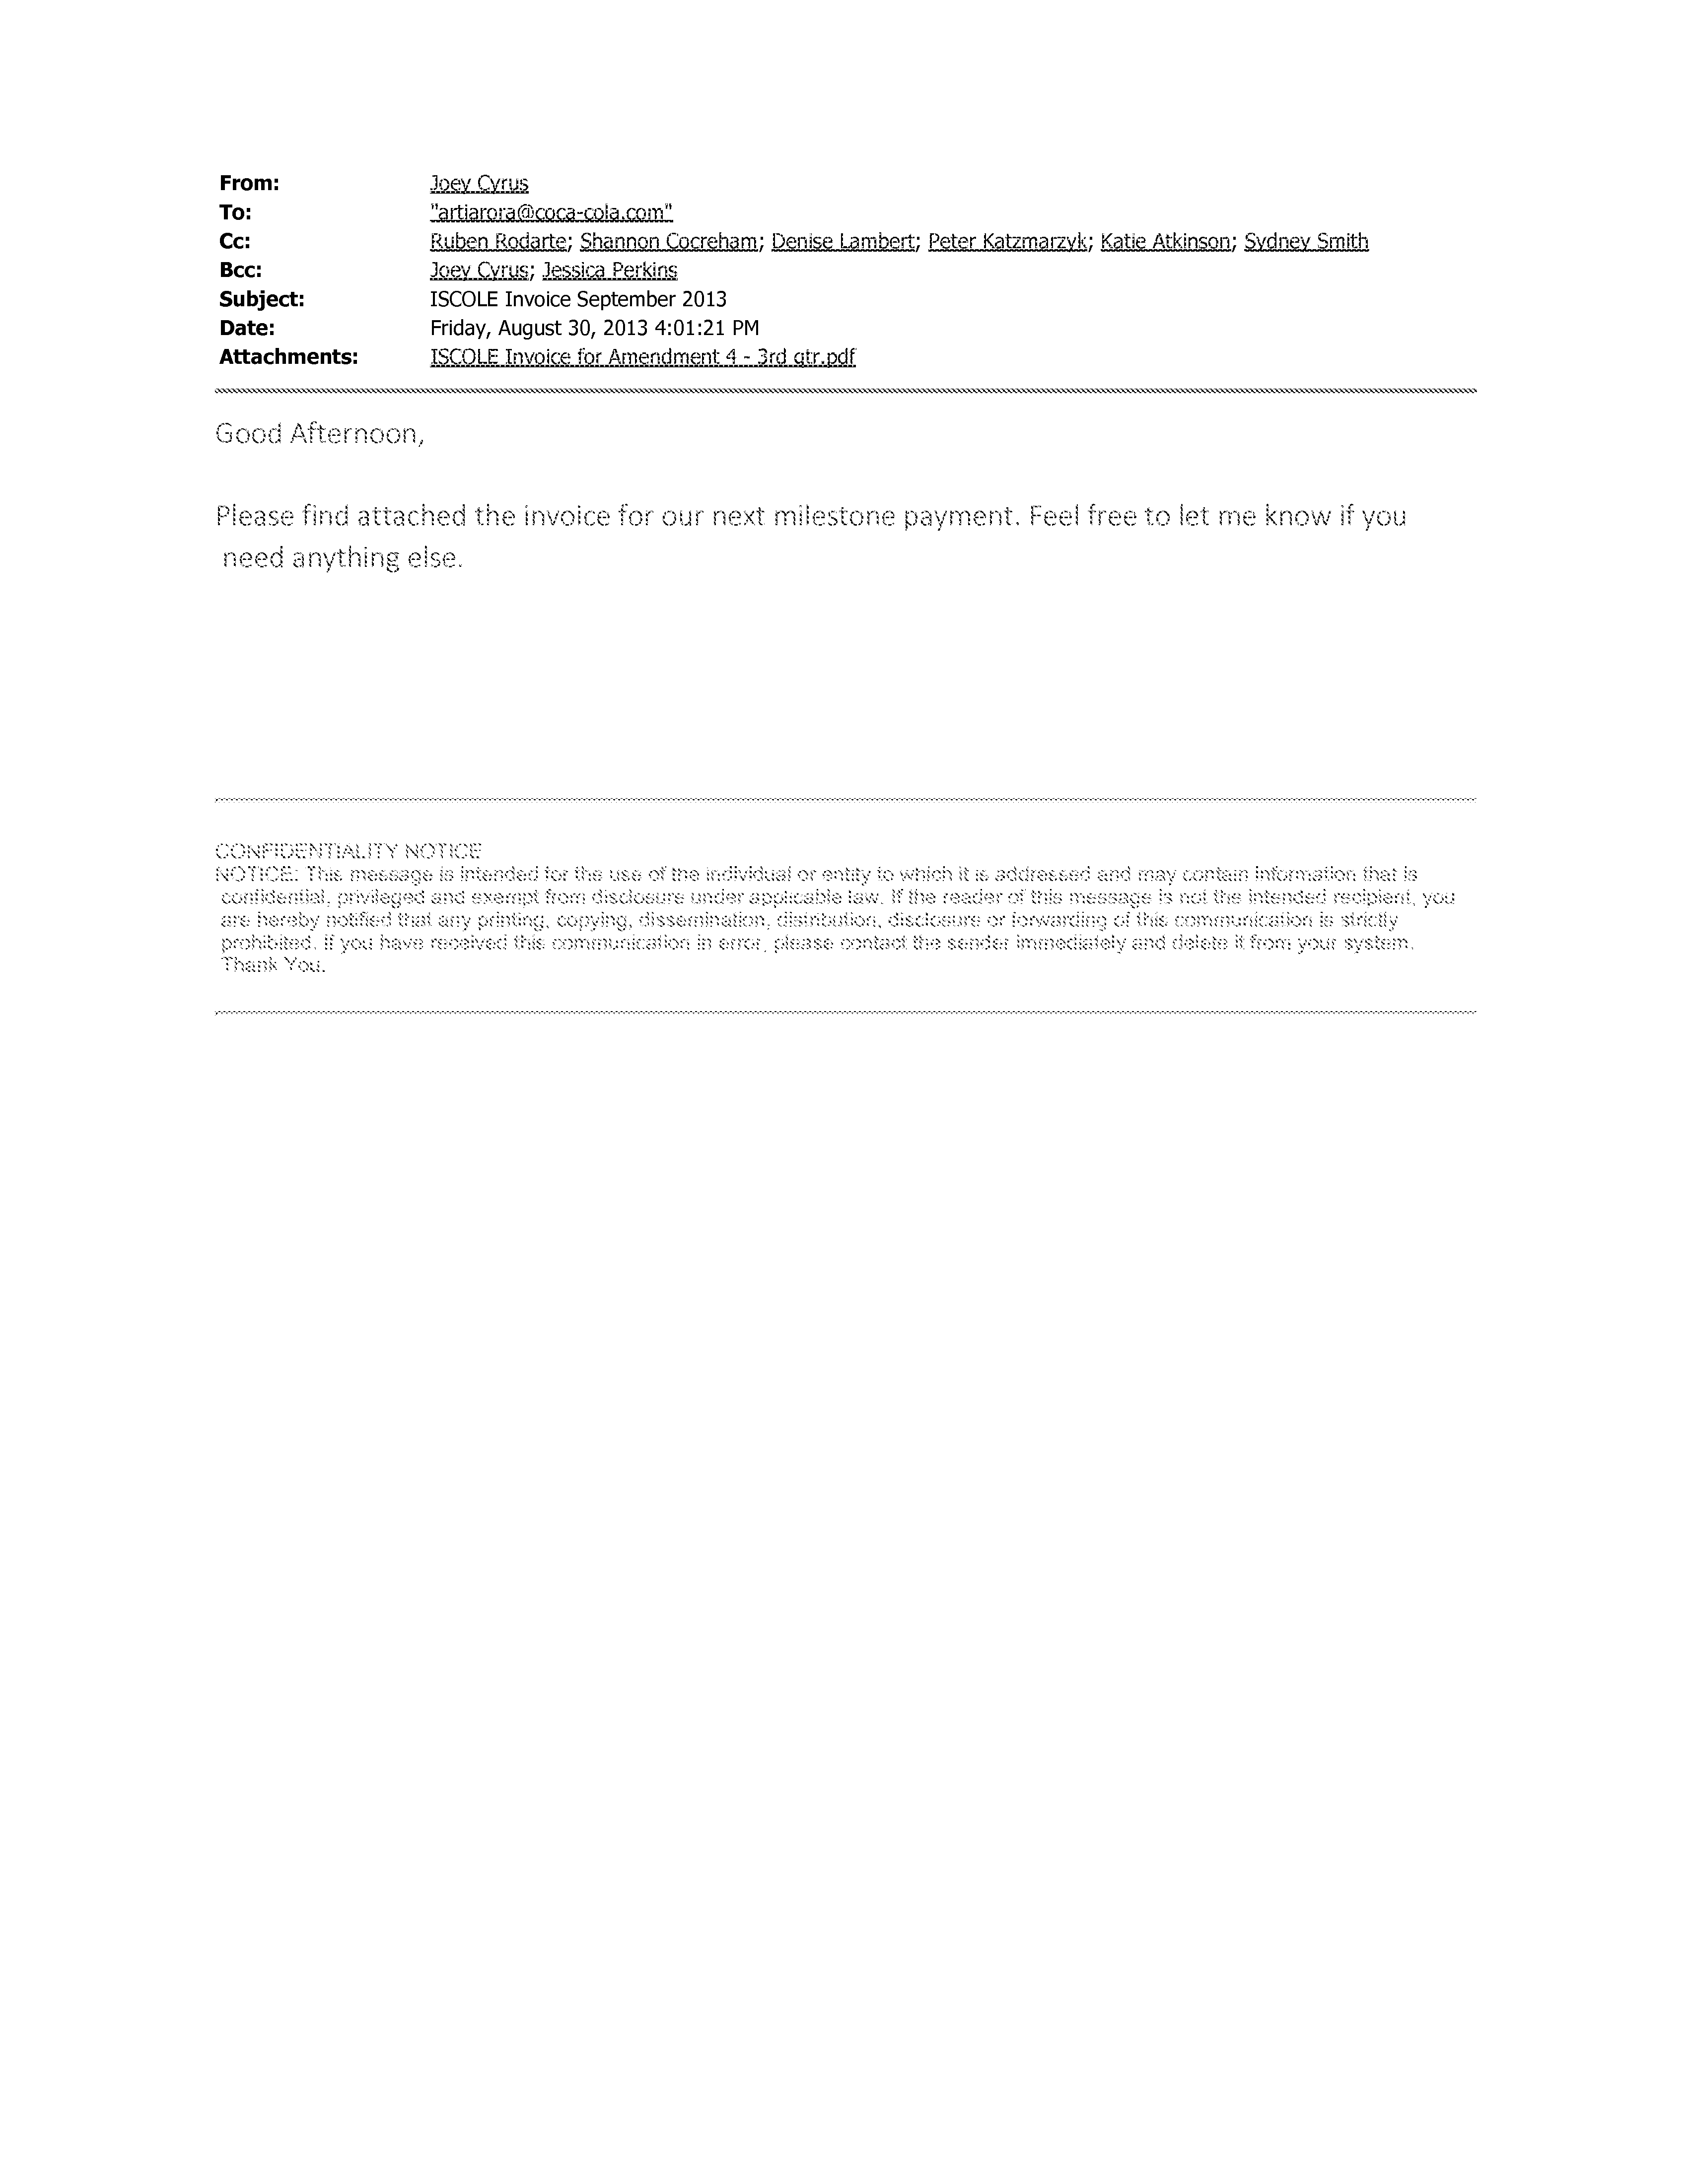 From: Joey Cyrus
To: "artiarora@coca-cola.com"
Cc: Ruben Rodarte; Shannon Cocreham; Denise Lambert; Peter Katzmarzyk; Katie Atkinson; Sydney Smith
Bcc: Joey Cyrus; Jessica Perkins
Subject: ISCOLE Invoice September 2013
Date: Friday, August 30, 2013 4:01:21 PM
Attachments: ISCOLE Invoice for Amendment 4 - 3rd qtr.pdf
Good Afternoon,
Please find attached the invoice for our next milestone payment. Feel free to let me know if you
need anything else.
CONFIDENTIALITY NOTICE
NOTICE: This message is intended for the use of the individual or entity to which it is addressed and may contain information that is
confidential, privileged and exempt from disclosure under applicable law. If the reader of this message is not the intended recipient, you
are hereby notified that any printing, copying, dissemination, distribution, disclosure or forwarding of this communication is strictly
prohibited. If you have received this communication in error, please contact the sender immediately and delete it from your system.
Thank You.